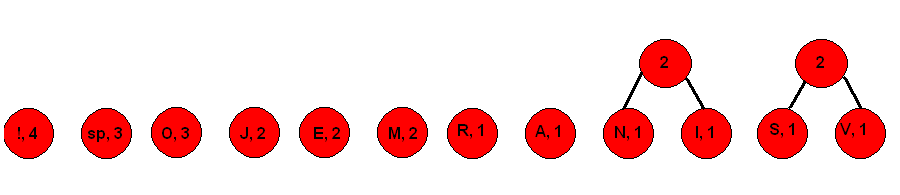 2 2
!, 4 sp, 3 O, 3 J, 2 E, 2 M, 2 R, 1 A, 1 N, 1 I, 1 S, 1 V, 1